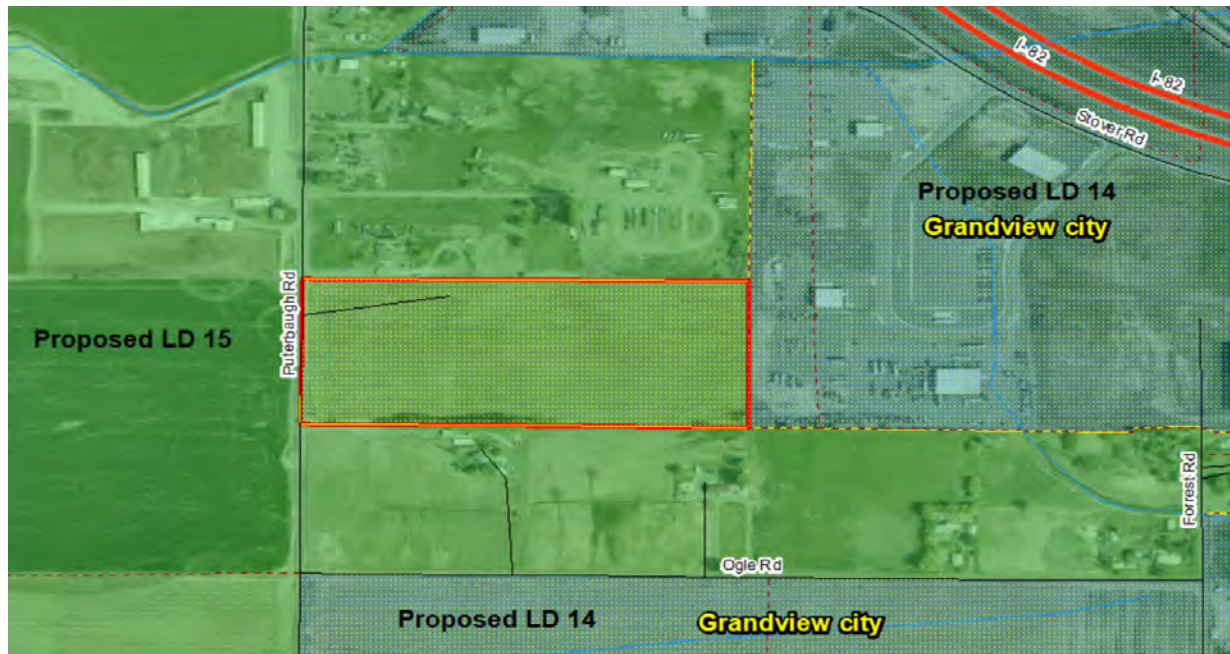 I-82
I-82
Stover Rd
Proposed LD 14
Grandview city
Puterbaugh Rd
Proposed LD 15
Forrest Rd
Ogle Rd
Proposed LD 14
Grandview city